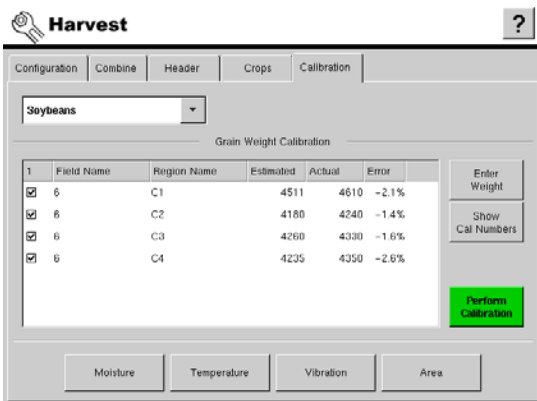 Harvest
?
Configuration Combine Header Crops Calibration
Soybeans
Grain Weight Calibration
1 Field Name Region Name Estimated Actual Error
6 C1 4511 4610 -2.1%
6 C2 4180 4240 -1.4%
6 C3 4260 4330 -1.6%
6 C4 4235 4350 -2.6%
Enter
Weight
Show
Cal Numbers
Perform
Calibration
Moisture Temperature Vibration Area